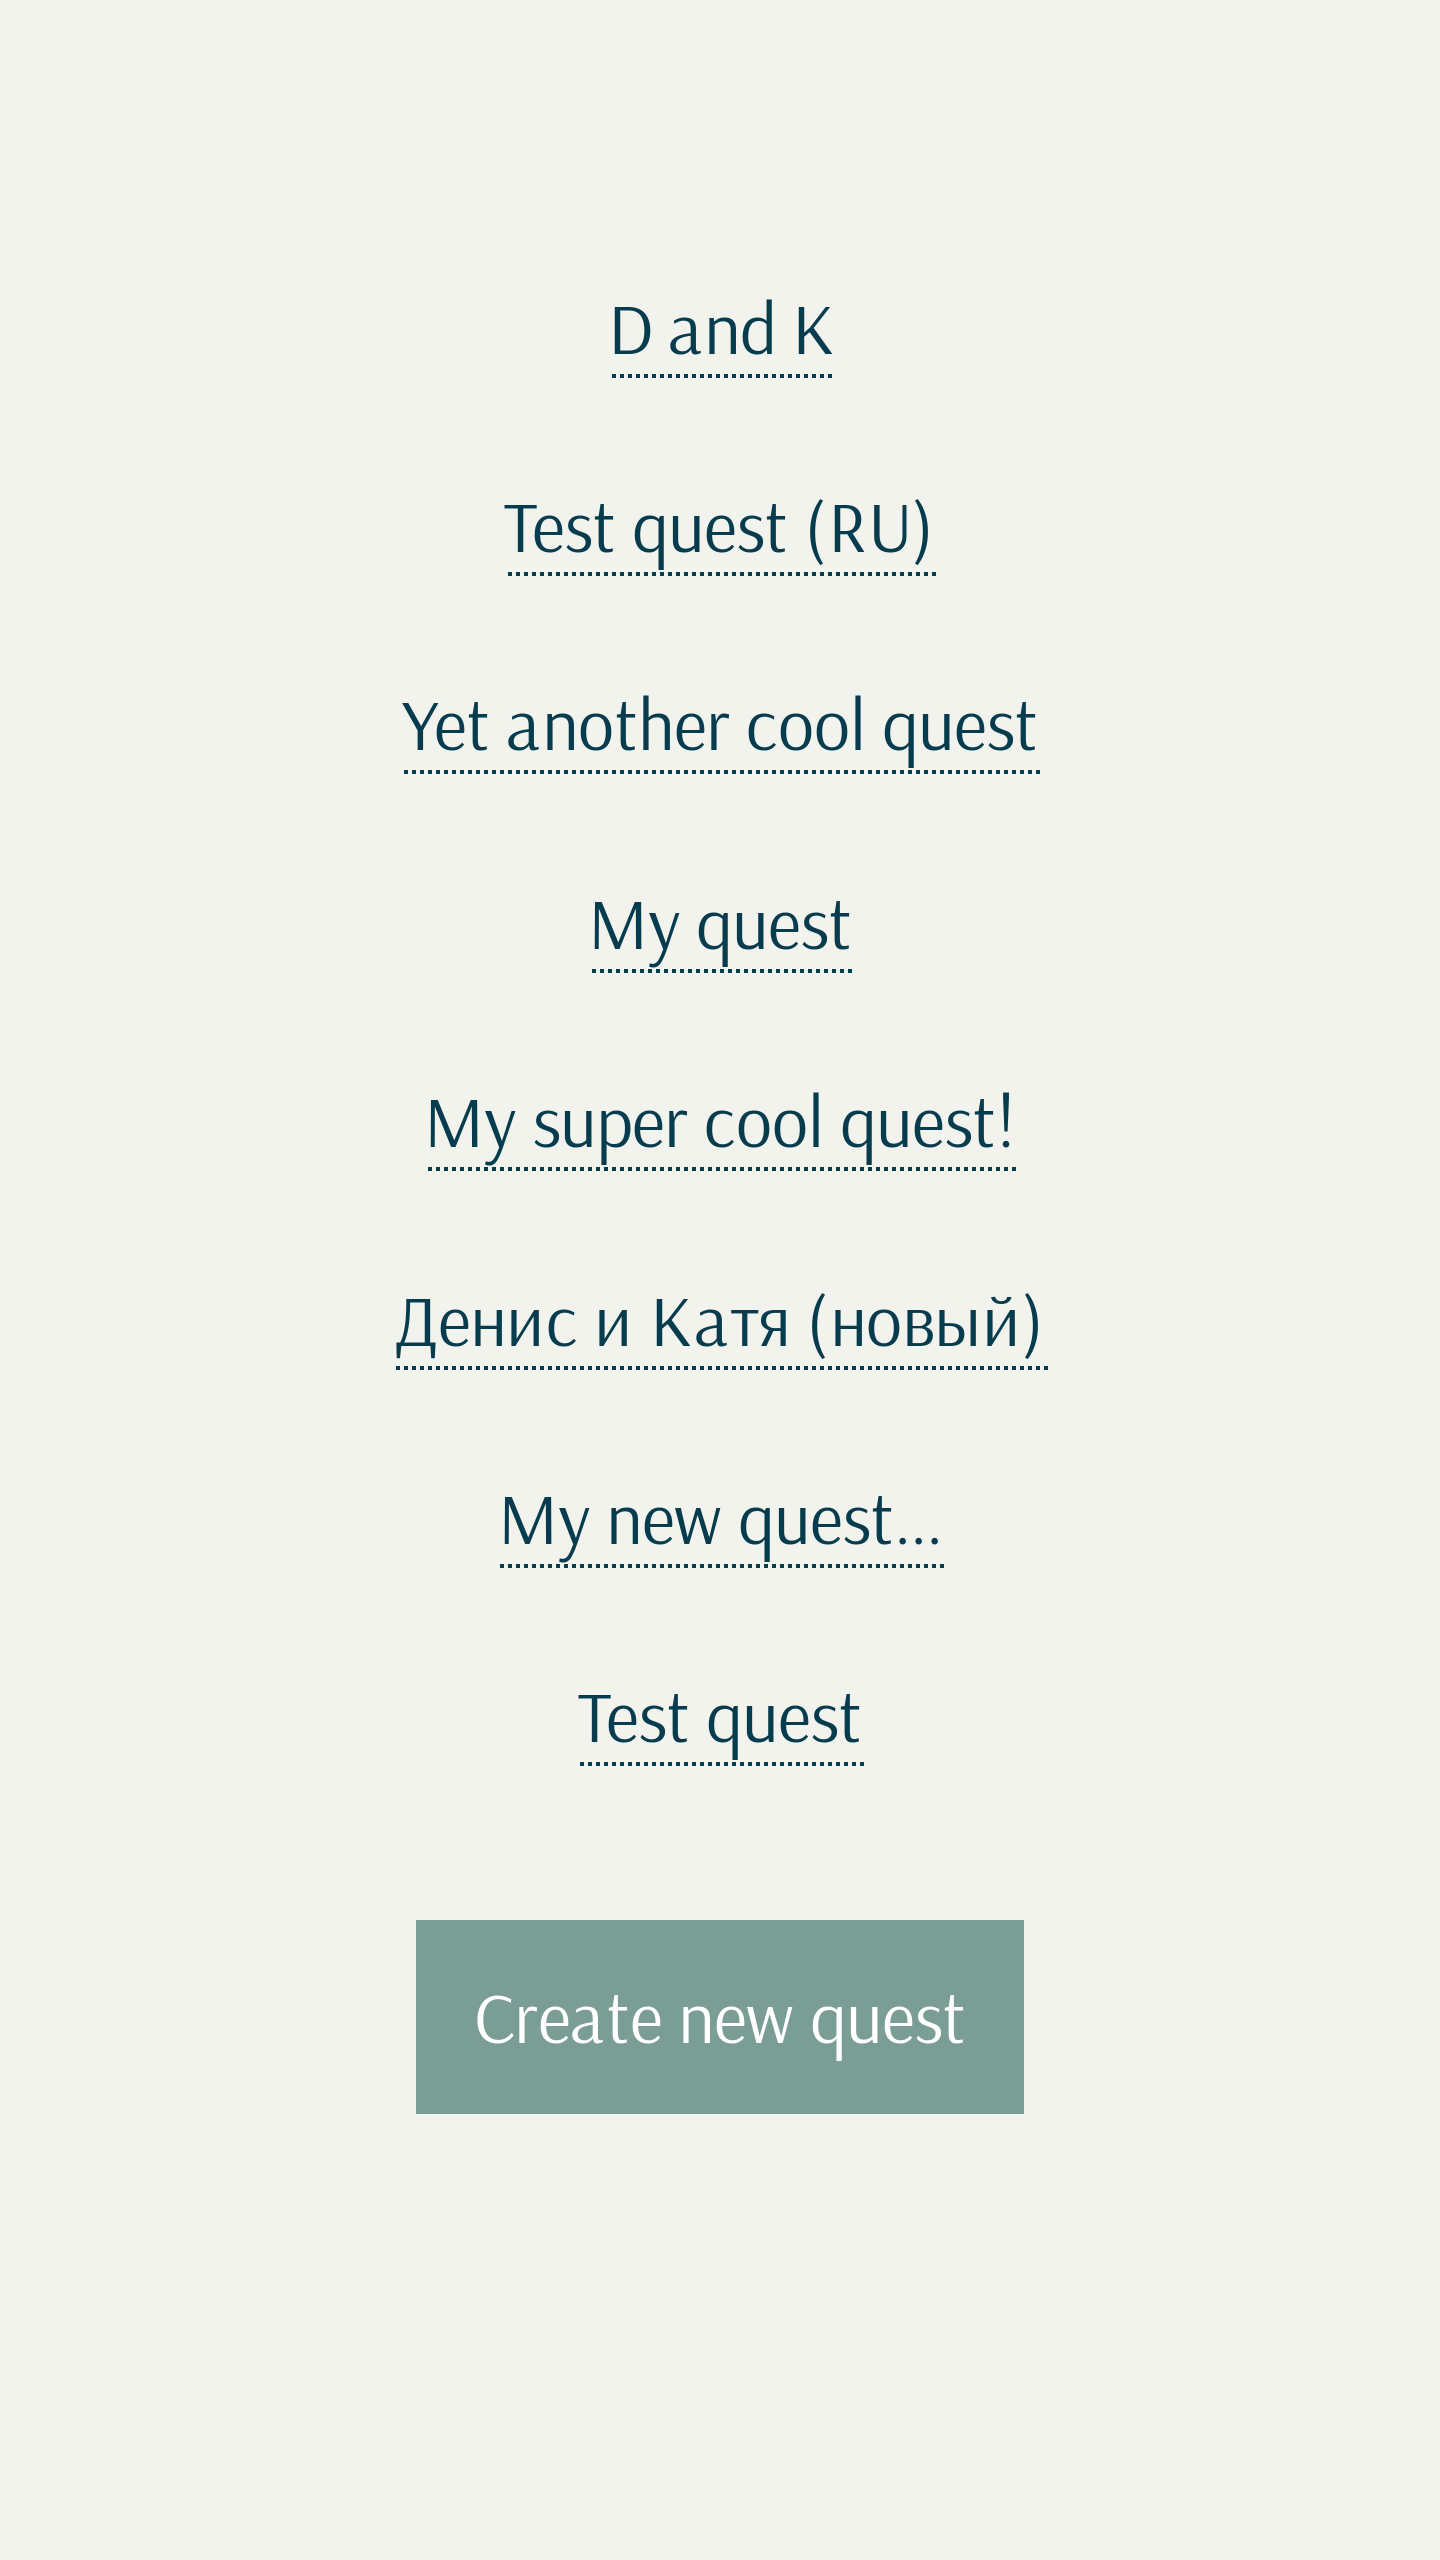 D and K
Test quest (RU)
Yet another cool quest
My quest
My super cool quest!
Денис и Катя (новый)
My new quest...
Test quest
Create new quest